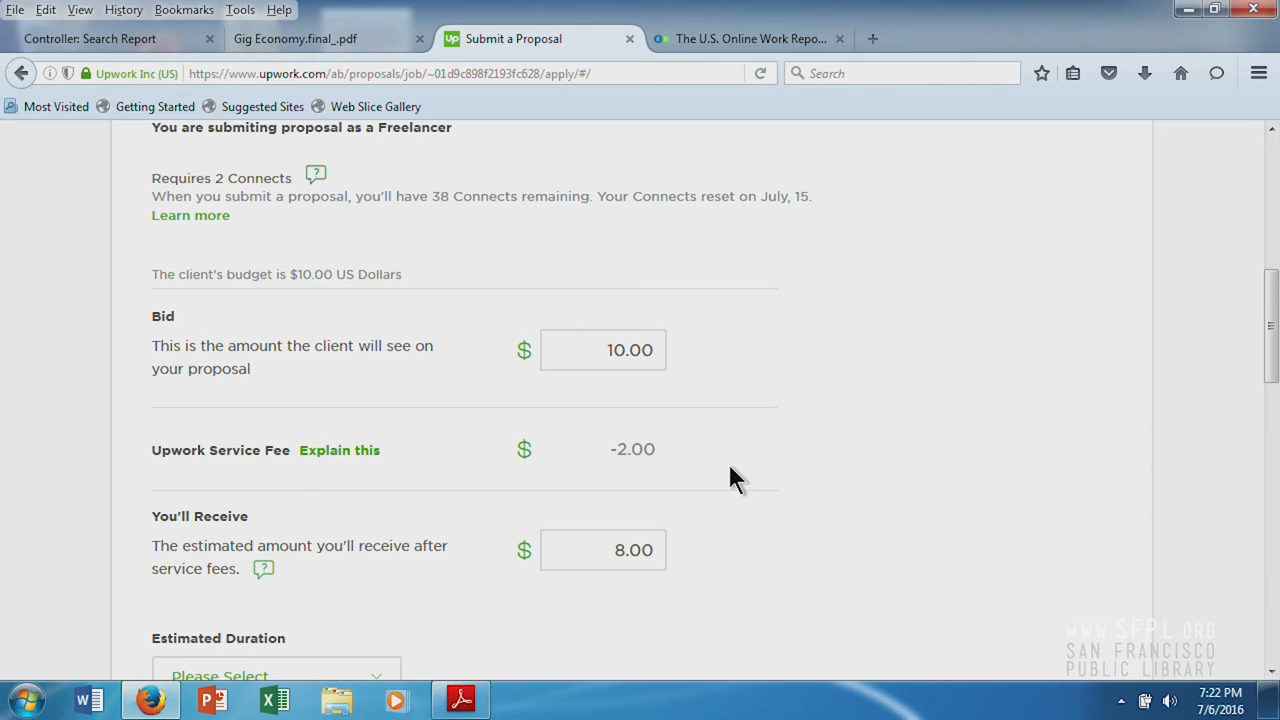 File Edit View History Bookmarks Tools Help
Controller: Search Report
Gig Economy.final_.pdf
Up Submit a Proposal
The U.S. Online Work Repo...
Upwork Inc (US) https://www.upwork.com/ab/proposals/job/~01d9c898f2193fc628/apply/#/
Search
Most Visited Getting Started Suggested Sites Web Slice Gallery
You are submiting proposal as a Freelancer
Requires 2 Connects ?
When you submit a proposal, you'll have 38 Connects remaining. Your Connects reset on July, 15.
Learn more
The client's budget is $10.00 US Dollars
Bid
This is the amount the client will see on
your proposal
$ 10.00
Upwork Service Fee Explain this $ -2.00
You'll Receive
The estimated amount you'll receive after
service fees. ?
$ 8.00
Estimated Duration
Please Select
www.SFPL.org
SAN FRANCISCO
PUBLIC LIBRARY
7:22 PM
7/6/2016